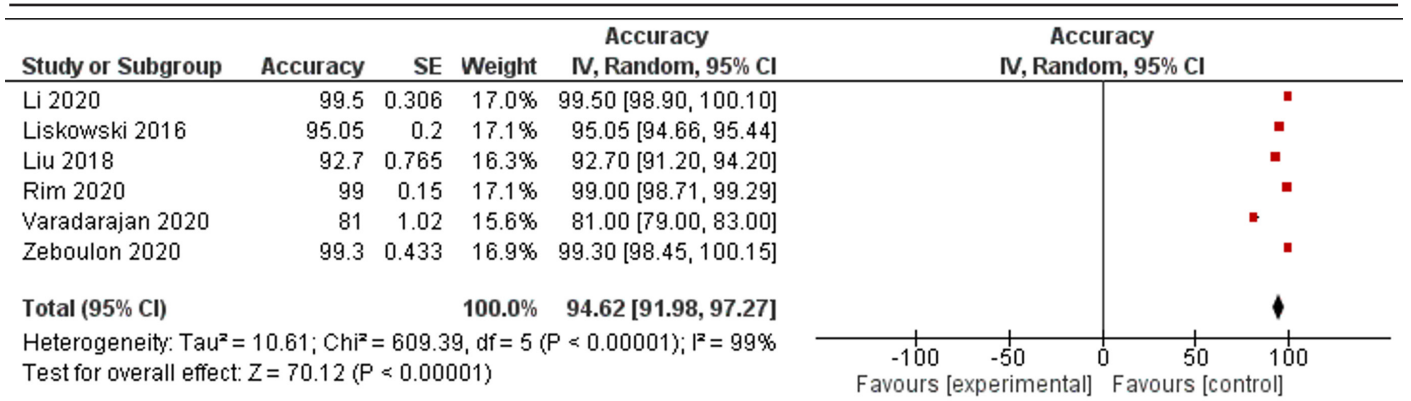 Accuracy Accuracy
Study or Subgroup Accuracy SE Weight IV, Random, 95% CI IV, Random, 95% CI
Li 2020 99.5 0.306 17.0% 99.50 [98.90, 100.10]
Liskowski 2016 95.05 0.2 17.1% 95.05 [94.66, 95.44]
Liu 2018 92.7 0.765 16.3% 92.70 [91.20, 94.20]
Rim 2020 99 0.15 17.1% 99.00 [98.71, 99.29]
Varadarajan 2020 81 1.02 15.6% 81.00 [79.00, 83.00]
Zeboulon 2020 99.3 0.433 16.9% 99.30 [98.45, 100.15]
Total (95% CI) 100.0% 94.62 [91.98, 97.27]
Heterogeneity: Tau² = 10.61; Chi² = 609.39, df = 5 (P < 0.00001); I² = 99%
Test for overall effect: Z = 70.12 (P < 0.00001)
-100 -50 0 50 100
Favours [experimental] Favours [control]